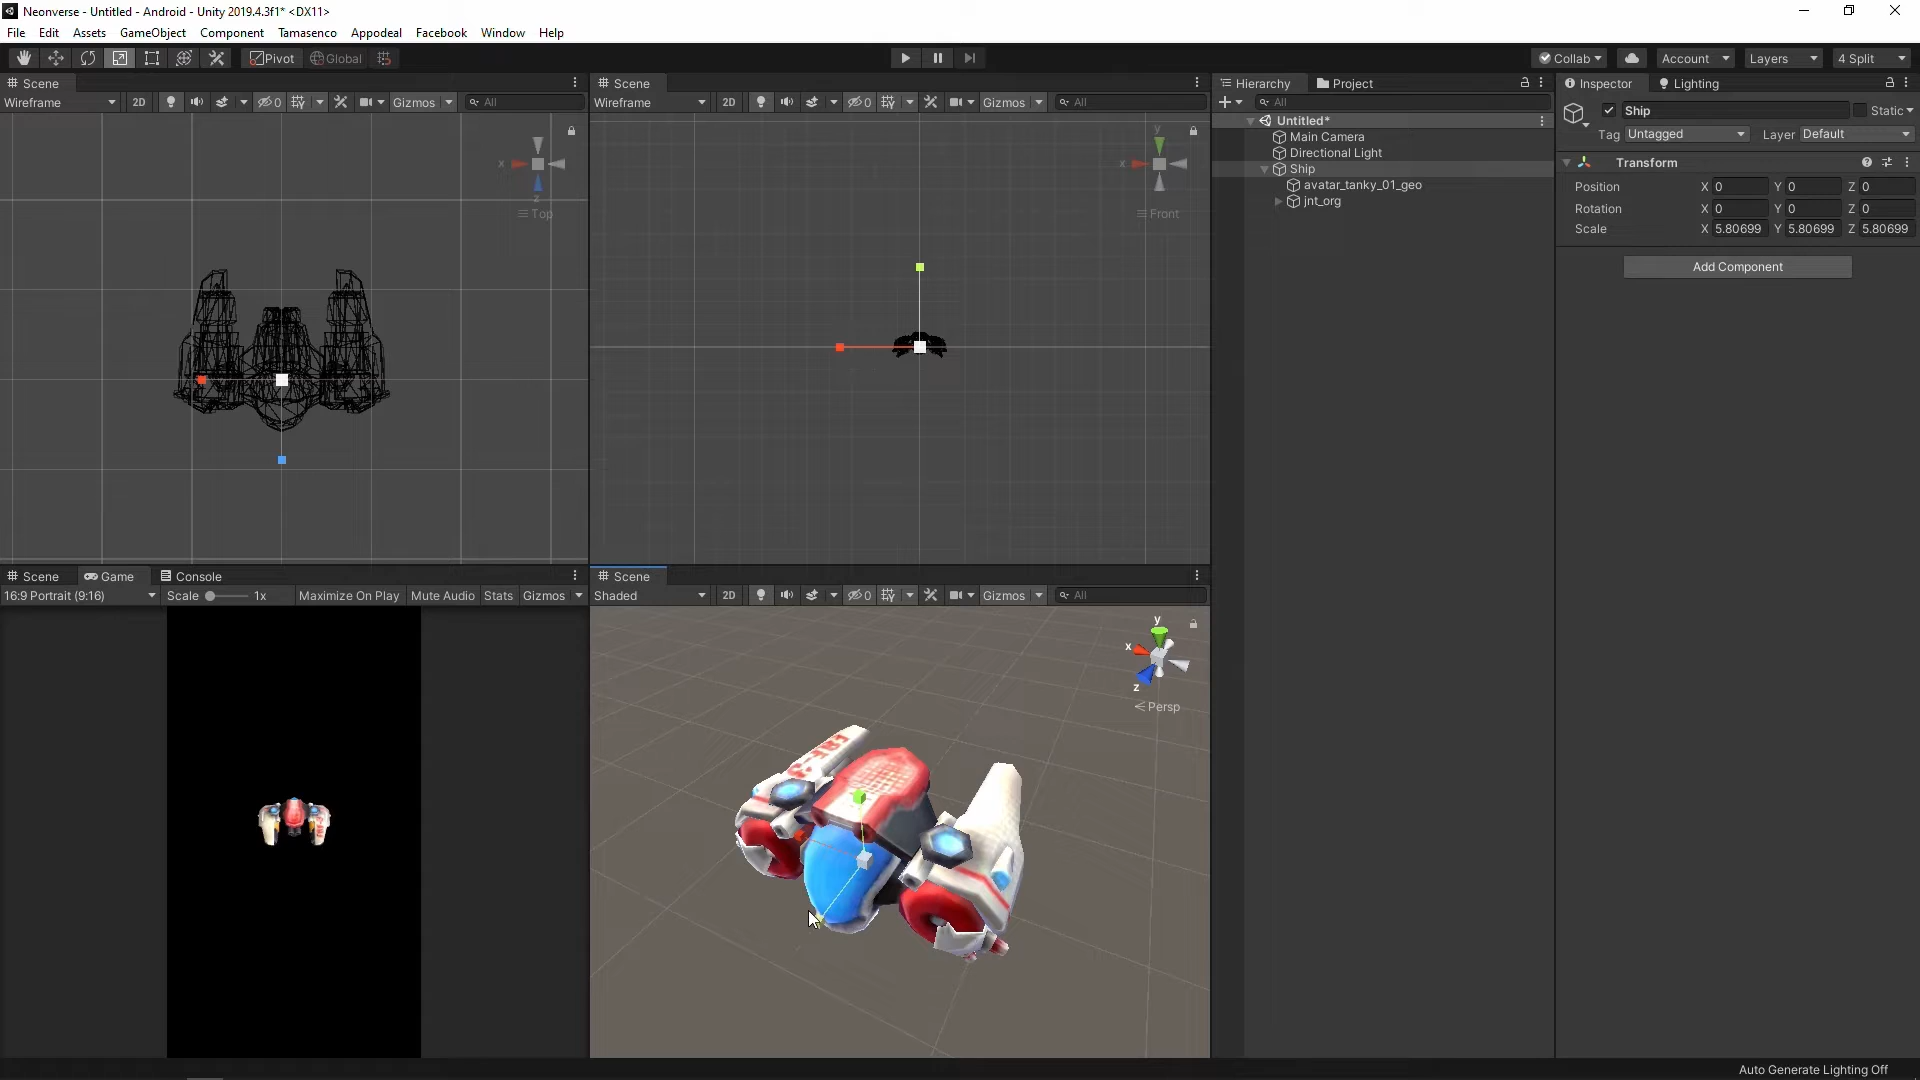 Neonverse - Untitled - Android - Unity 2019.4.3f1* <DX11>
File Edit Assets GameObject Component Tamasenco Appodeal Facebook Window Help
Pivot Global Collab Account Layers 4 Split
Scene
Wireframe 2D 0 Gizmos All
x
z
Top
Scene
Wireframe 2D 0 Gizmos All
y
x
Front
Scene Game Console
16:9 Portrait (9:16) Scale 1x Maximize On Play Mute Audio Stats Gizmos
Scene
Shaded 2D 0 Gizmos All
y
x
z
Persp
Hierarchy Project
All
Untitled*
Main Camera
Directional Light
Ship
avatar_tanky_01_geo
jnt_org
Inspector Lighting
Ship Static
Tag Untagged Layer Default
Transform
Position X 0 Y 0 Z 0
Rotation X 0 Y 0 Z 0
Scale X 5.80699 Y 5.80699 Z 5.80699
Add Component
Auto Generate Lighting Off